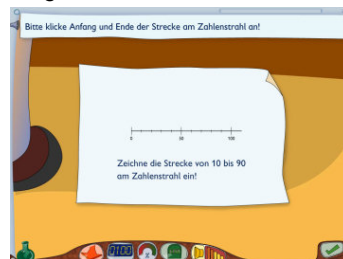 Bitte klicke Anfang und Ende der Strecke am Zahlenstrahl an!
0 50 100
Zeichne die Strecke von 10 bis 90
am Zahlenstrahl ein!
0100